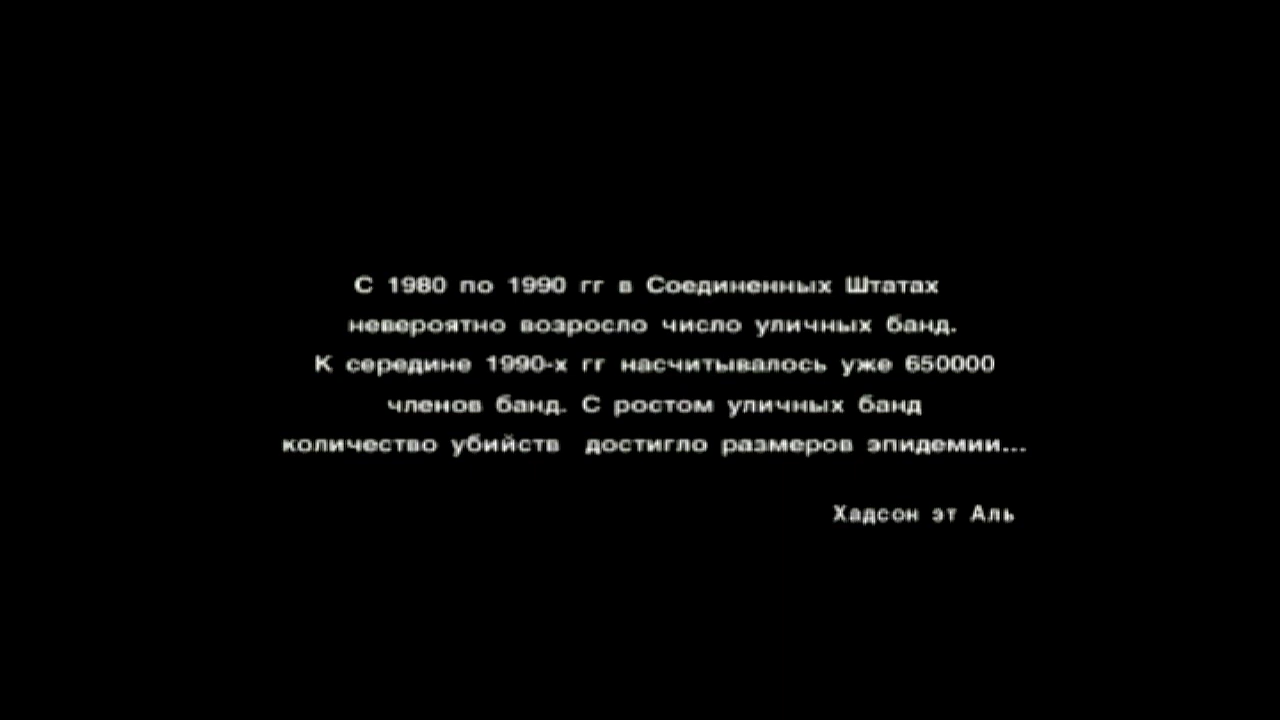 С 1980 по 1990 гг в Соединенных Штатах
невероятно возросло число уличных банд.
К середине 1990-х гг насчитывалось уже 650000
членов банд. С ростом уличных банд
количество убийств достигло размеров эпидемии...
Хадсон эт Аль